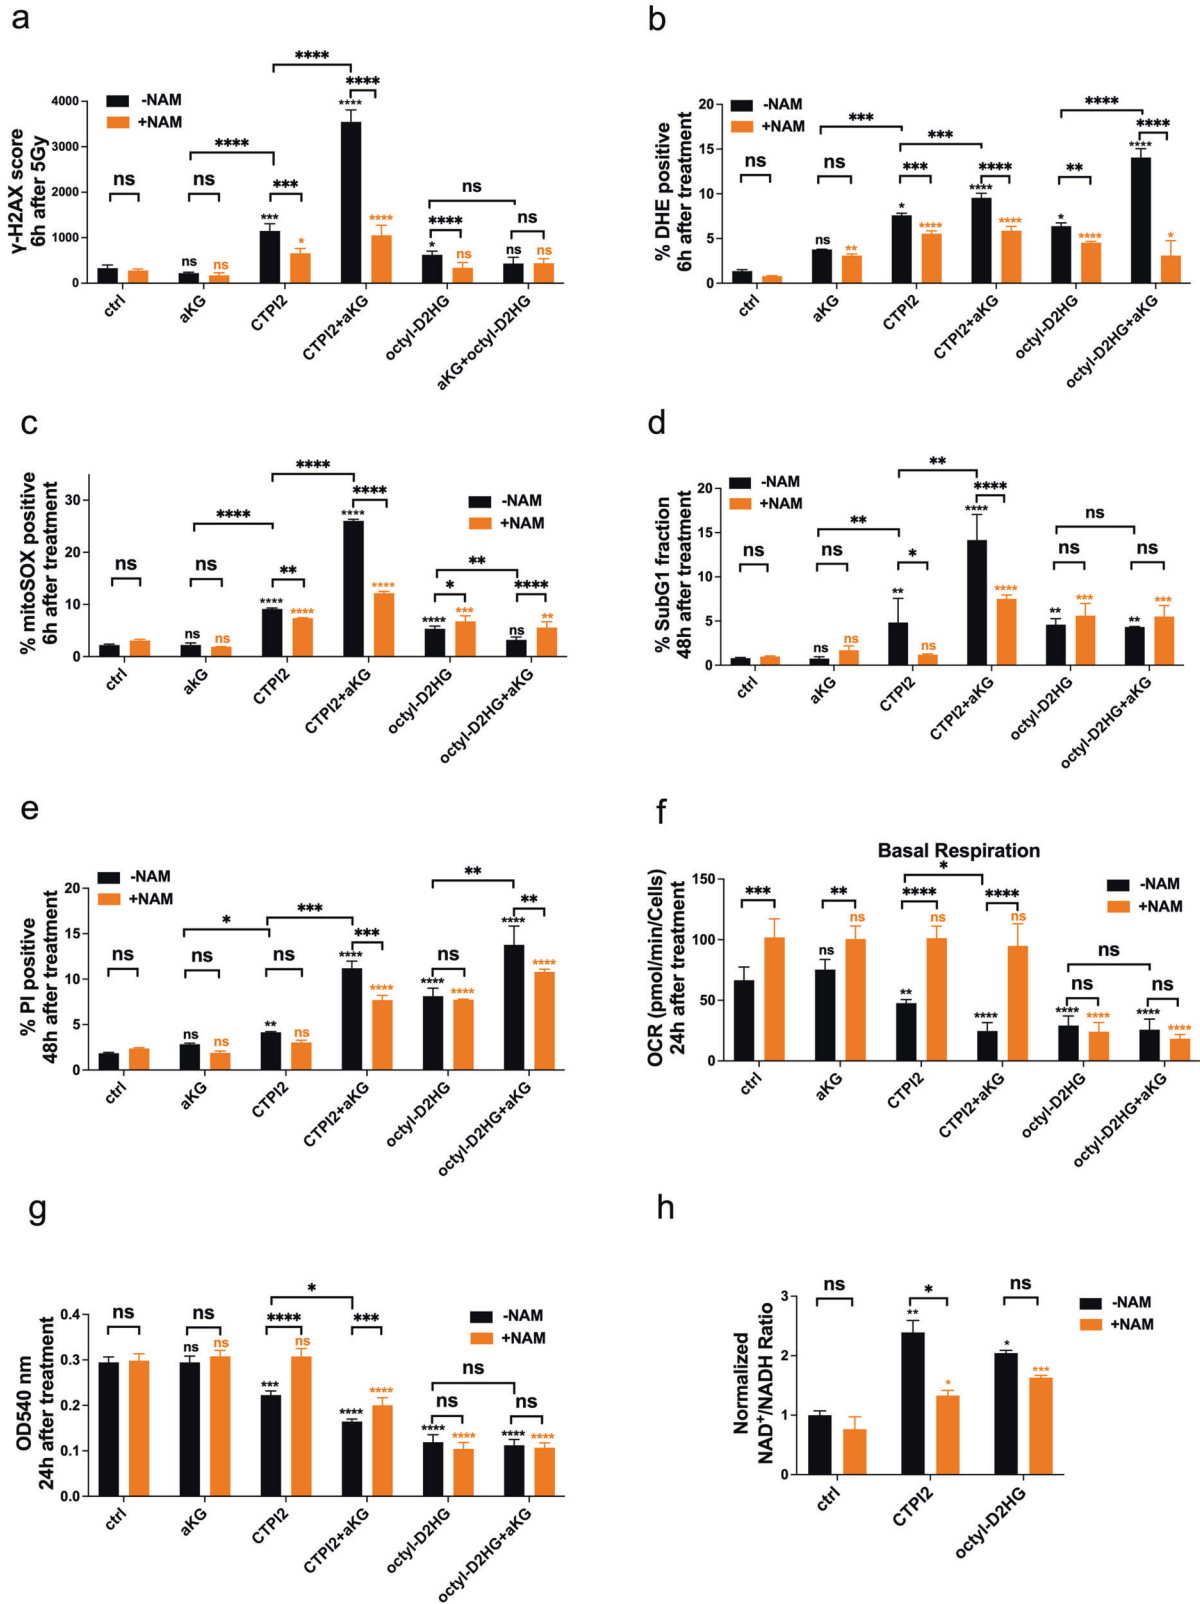 a
****
****
-NAM
+NAM
****
****
ns
ns
***
***
*
****
****
*
ns
ns
ns
ns
ns
ns
ns
γ-H2AX score
6h after 5Gy
4000
3000
2000
1000
0
ctrl
aKG
CTPI2
CTPI2+aKG
octyl-D2HG
aKG+octyl-D2HG
b
-NAM
+NAM
***
***
****
ns
ns
***
****
**
****
ns
**
*
****
****
****
*
****
****
*
% DHE positive
6h after treatment
20
15
10
5
0
ctrl
aKG
CTPI2
CTPI2+aKG
octyl-D2HG
octyl-D2HG+aKG
c
****
****
****
-NAM
+NAM
ns
ns
**
**
*
****
ns
ns
****
****
****
****
***
ns
**
% mitoSOX positive
6h after treatment
30
20
10
0
ctrl
aKG
CTPI2
CTPI2+aKG
octyl-D2HG
octyl-D2HG+aKG
d
-NAM
+NAM
**
**
ns
****
ns
ns
*
ns
ns
ns
ns
**
ns
****
****
**
***
**
***
% SubG1 fraction
48h after treatment
20
15
10
5
0
ctrl
aKG
CTPI2
CTPI2+aKG
octyl-D2HG
octyl-D2HG+aKG
e
-NAM
+NAM
*
***
**
ns
ns
ns
***
ns
**
ns
ns
**
ns
****
****
****
****
****
****
% PI positive
48h after treatment
20
15
10
5
0
ctrl
aKG
CTPI2
CTPI2+aKG
octyl-D2HG
octyl-D2HG+aKG
f
Basal Respiration
*
***
**
****
****
-NAM
+NAM
ns
ns
ns
ns
**
ns
****
ns
ns
ns
****
****
****
****
OCR (pmol/min/Cells)
24h after treatment
150
100
50
0
ctrl
aKG
CTPI2
CTPI2+aKG
octyl-D2HG
octyl-D2HG+aKG
g
*
ns
ns
****
***
-NAM
+NAM
ns
ns
***
ns
****
****
ns
ns
ns
****
****
****
****
OD540 nm
24h after treatment
0.4
0.3
0.2
0.1
0.0
ctrl
aKG
CTPI2
CTPI2+aKG
octyl-D2HG
octyl-D2HG+aKG
h
ns
*
ns
-NAM
+NAM
**
*
*
***
Normalized
NAD⁺/NADH Ratio
3
2
1
0
ctrl
CTPI2
octyl-D2HG